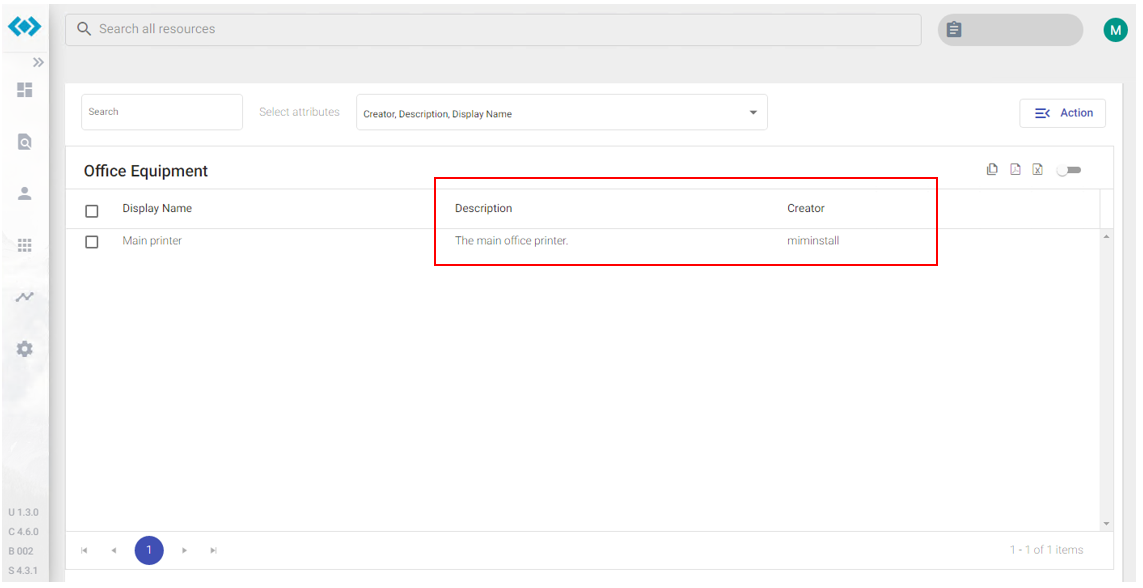 Search all resources
M
Search
Select attributes
Creator, Description, Display Name
Action
Office Equipment
Display Name Description Creator
Main printer The main office printer. miminstall
U 1.3.0
C 4.6.0
B 002
S 4.3.1
1
1 - 1 of 1 items